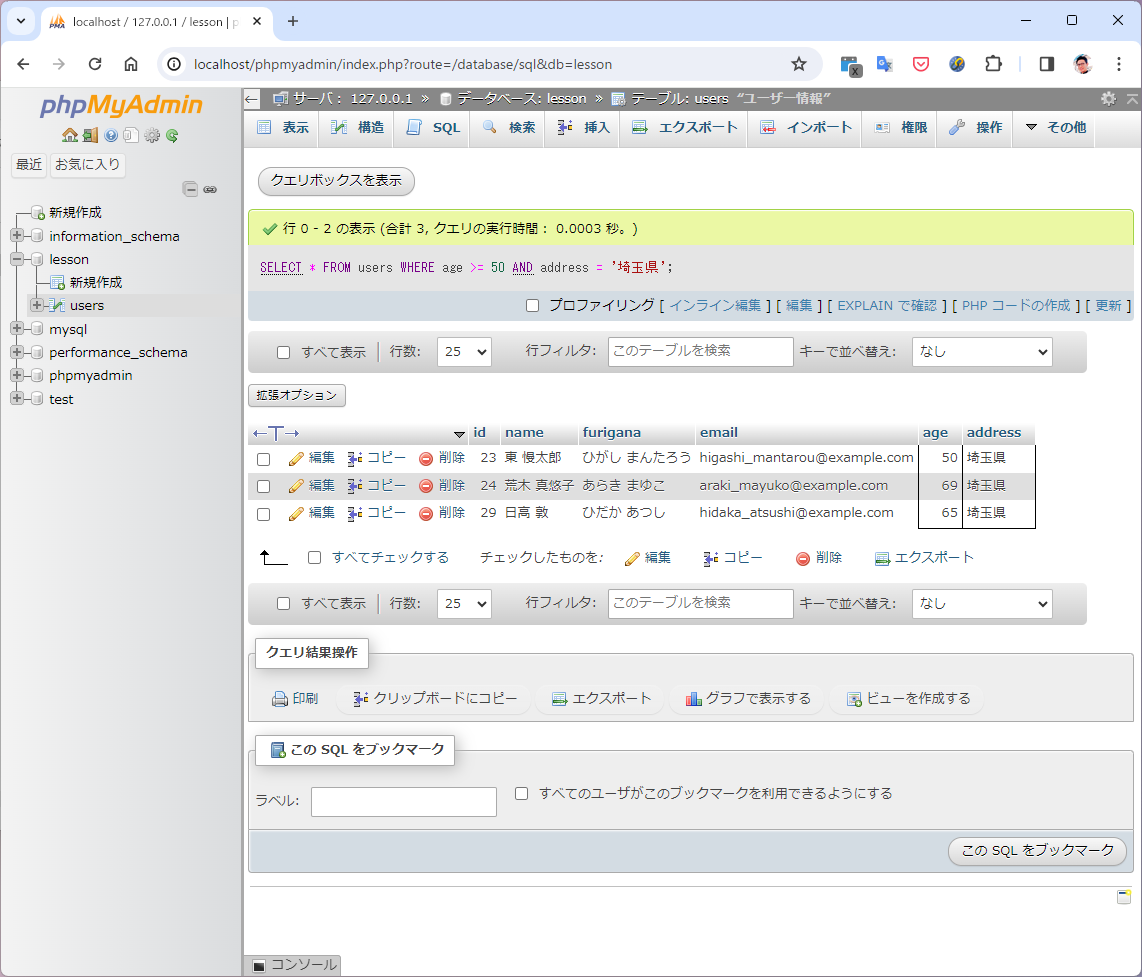 localhost / 127.0.0.1 / lesson | p
localhost/phpmyadmin/index.php?route=/database/sql&db=lesson
phpMyAdmin
最近 お気に入り
新規作成
information_schema
lesson
新規作成
users
mysql
performance_schema
phpmyadmin
test
サーバ: 127.0.0.1 » データベース: lesson » テーブル: users “ユーザー情報”
表示 構造 SQL 検索 挿入 エクスポート インポート 権限 操作 その他
クエリボックスを表示
行 0 - 2 の表示 (合計 3, クエリの実行時間: 0.0003 秒。)
SELECT * FROM users WHERE age >= 50 AND address = '埼玉県';
プロファイリング [ インライン編集 ] [ 編集 ] [ EXPLAIN で確認 ] [ PHP コードの作成 ] [ 更新 ]
すべて表示 行数: 25 行フィルタ: このテーブルを検索 キーで並べ替え: なし
拡張オプション
←T→ id name furigana email age address
編集 コピー 削除 23 東 慢太郎 ひがし まんたろう higashi_mantarou@example.com 50 埼玉県
編集 コピー 削除 24 荒木 真悠子 あらき まゆこ araki_mayuko@example.com 69 埼玉県
編集 コピー 削除 29 日高 敦 ひだか あつし hidaka_atsushi@example.com 65 埼玉県
すべてチェックする チェックしたものを: 編集 コピー 削除 エクスポート
すべて表示 行数: 25 行フィルタ: このテーブルを検索 キーで並べ替え: なし
クエリ結果操作
印刷 クリップボードにコピー エクスポート グラフで表示する ビューを作成する
この SQL をブックマーク
ラベル: すべてのユーザがこのブックマークを利用できるようにする
この SQL をブックマーク
コンソール